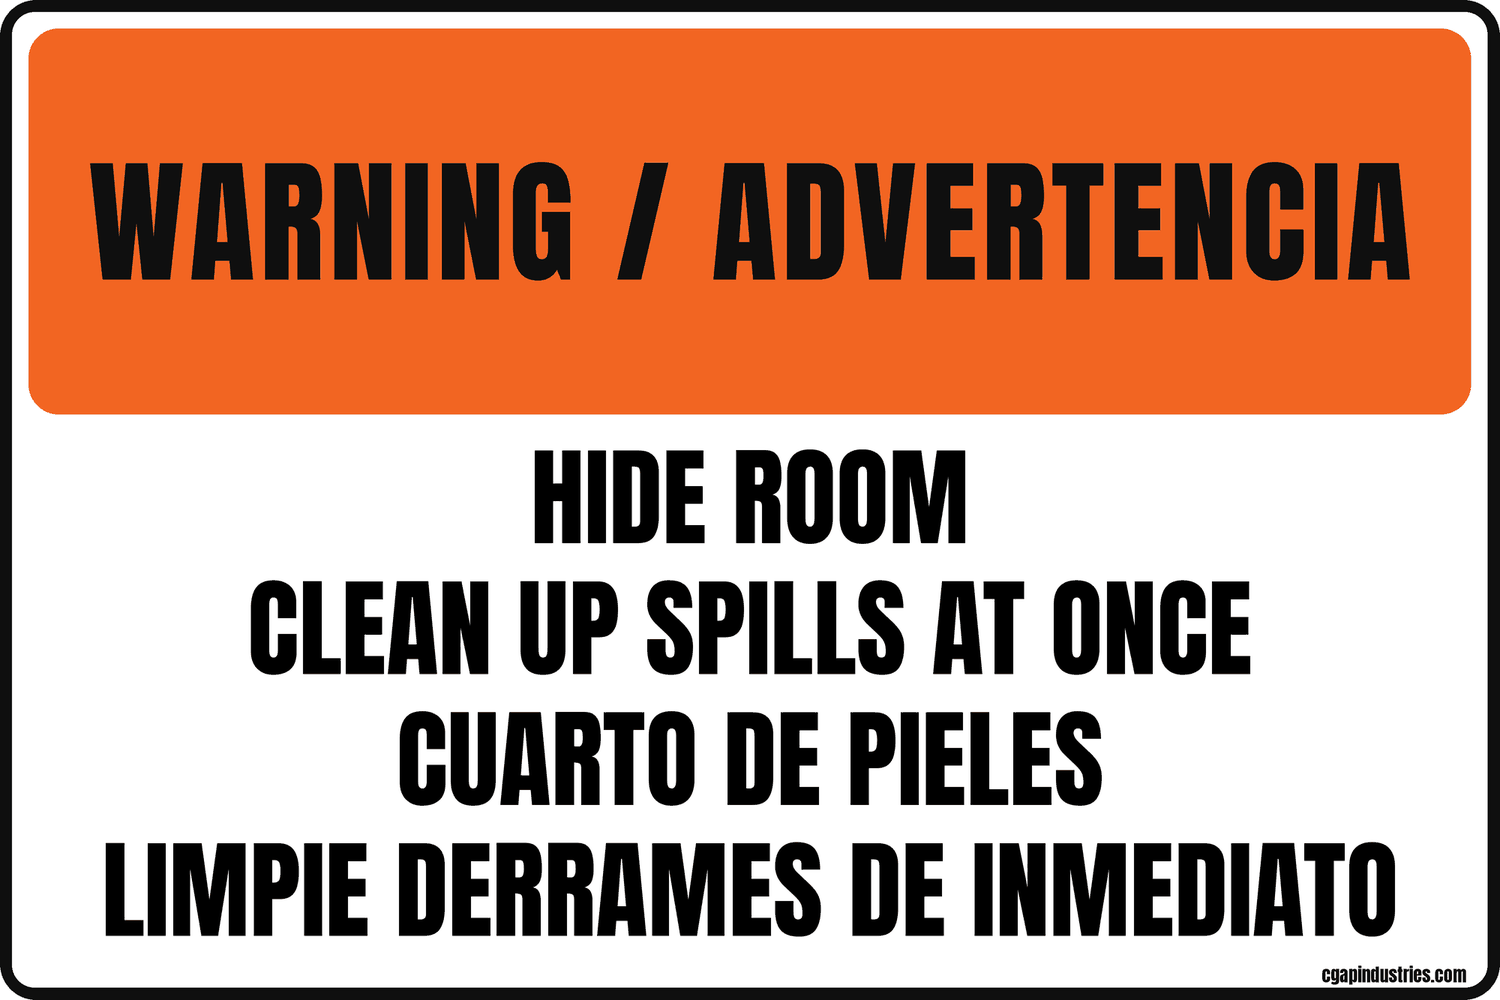 WARNING / ADVERTENCIA
HIDE ROOM
CLEAN UP SPILLS AT ONCE
CUARTO DE PIELES
LIMPIE DERRAMES DE INMEDIATO
cgapindustries.com